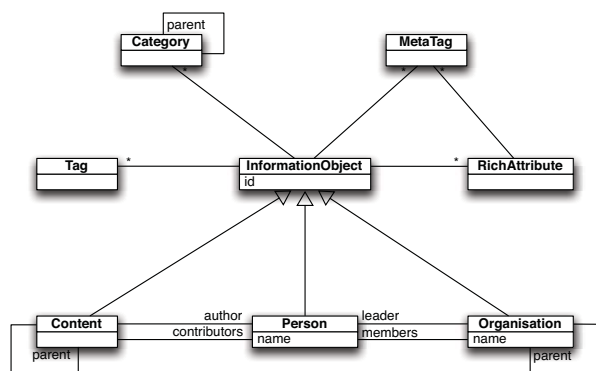 parent
Category
MetaTag
*
* *
Tag
*
InformationObject
id
*
RichAttribute
Content
author
contributors
Person
name
leader
members
Organisation
name
parent
parent